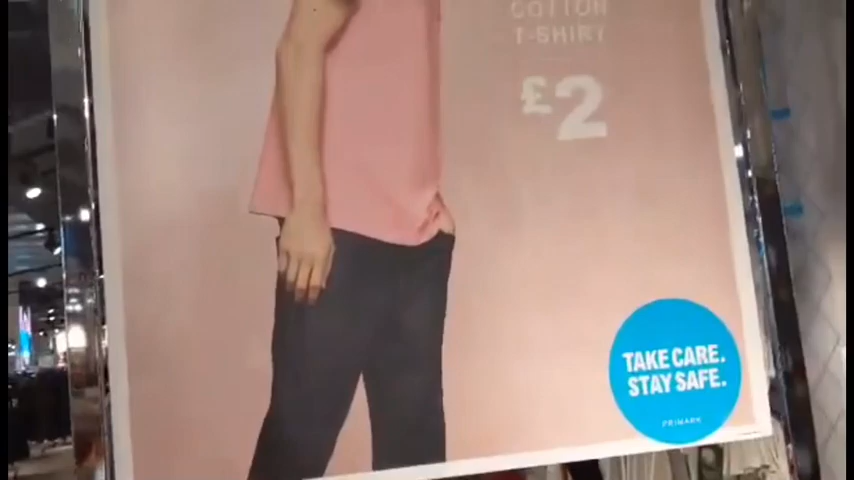 COTTON
T-SHIRT
£2
TAKE CARE.
STAY SAFE.
PRIMARK